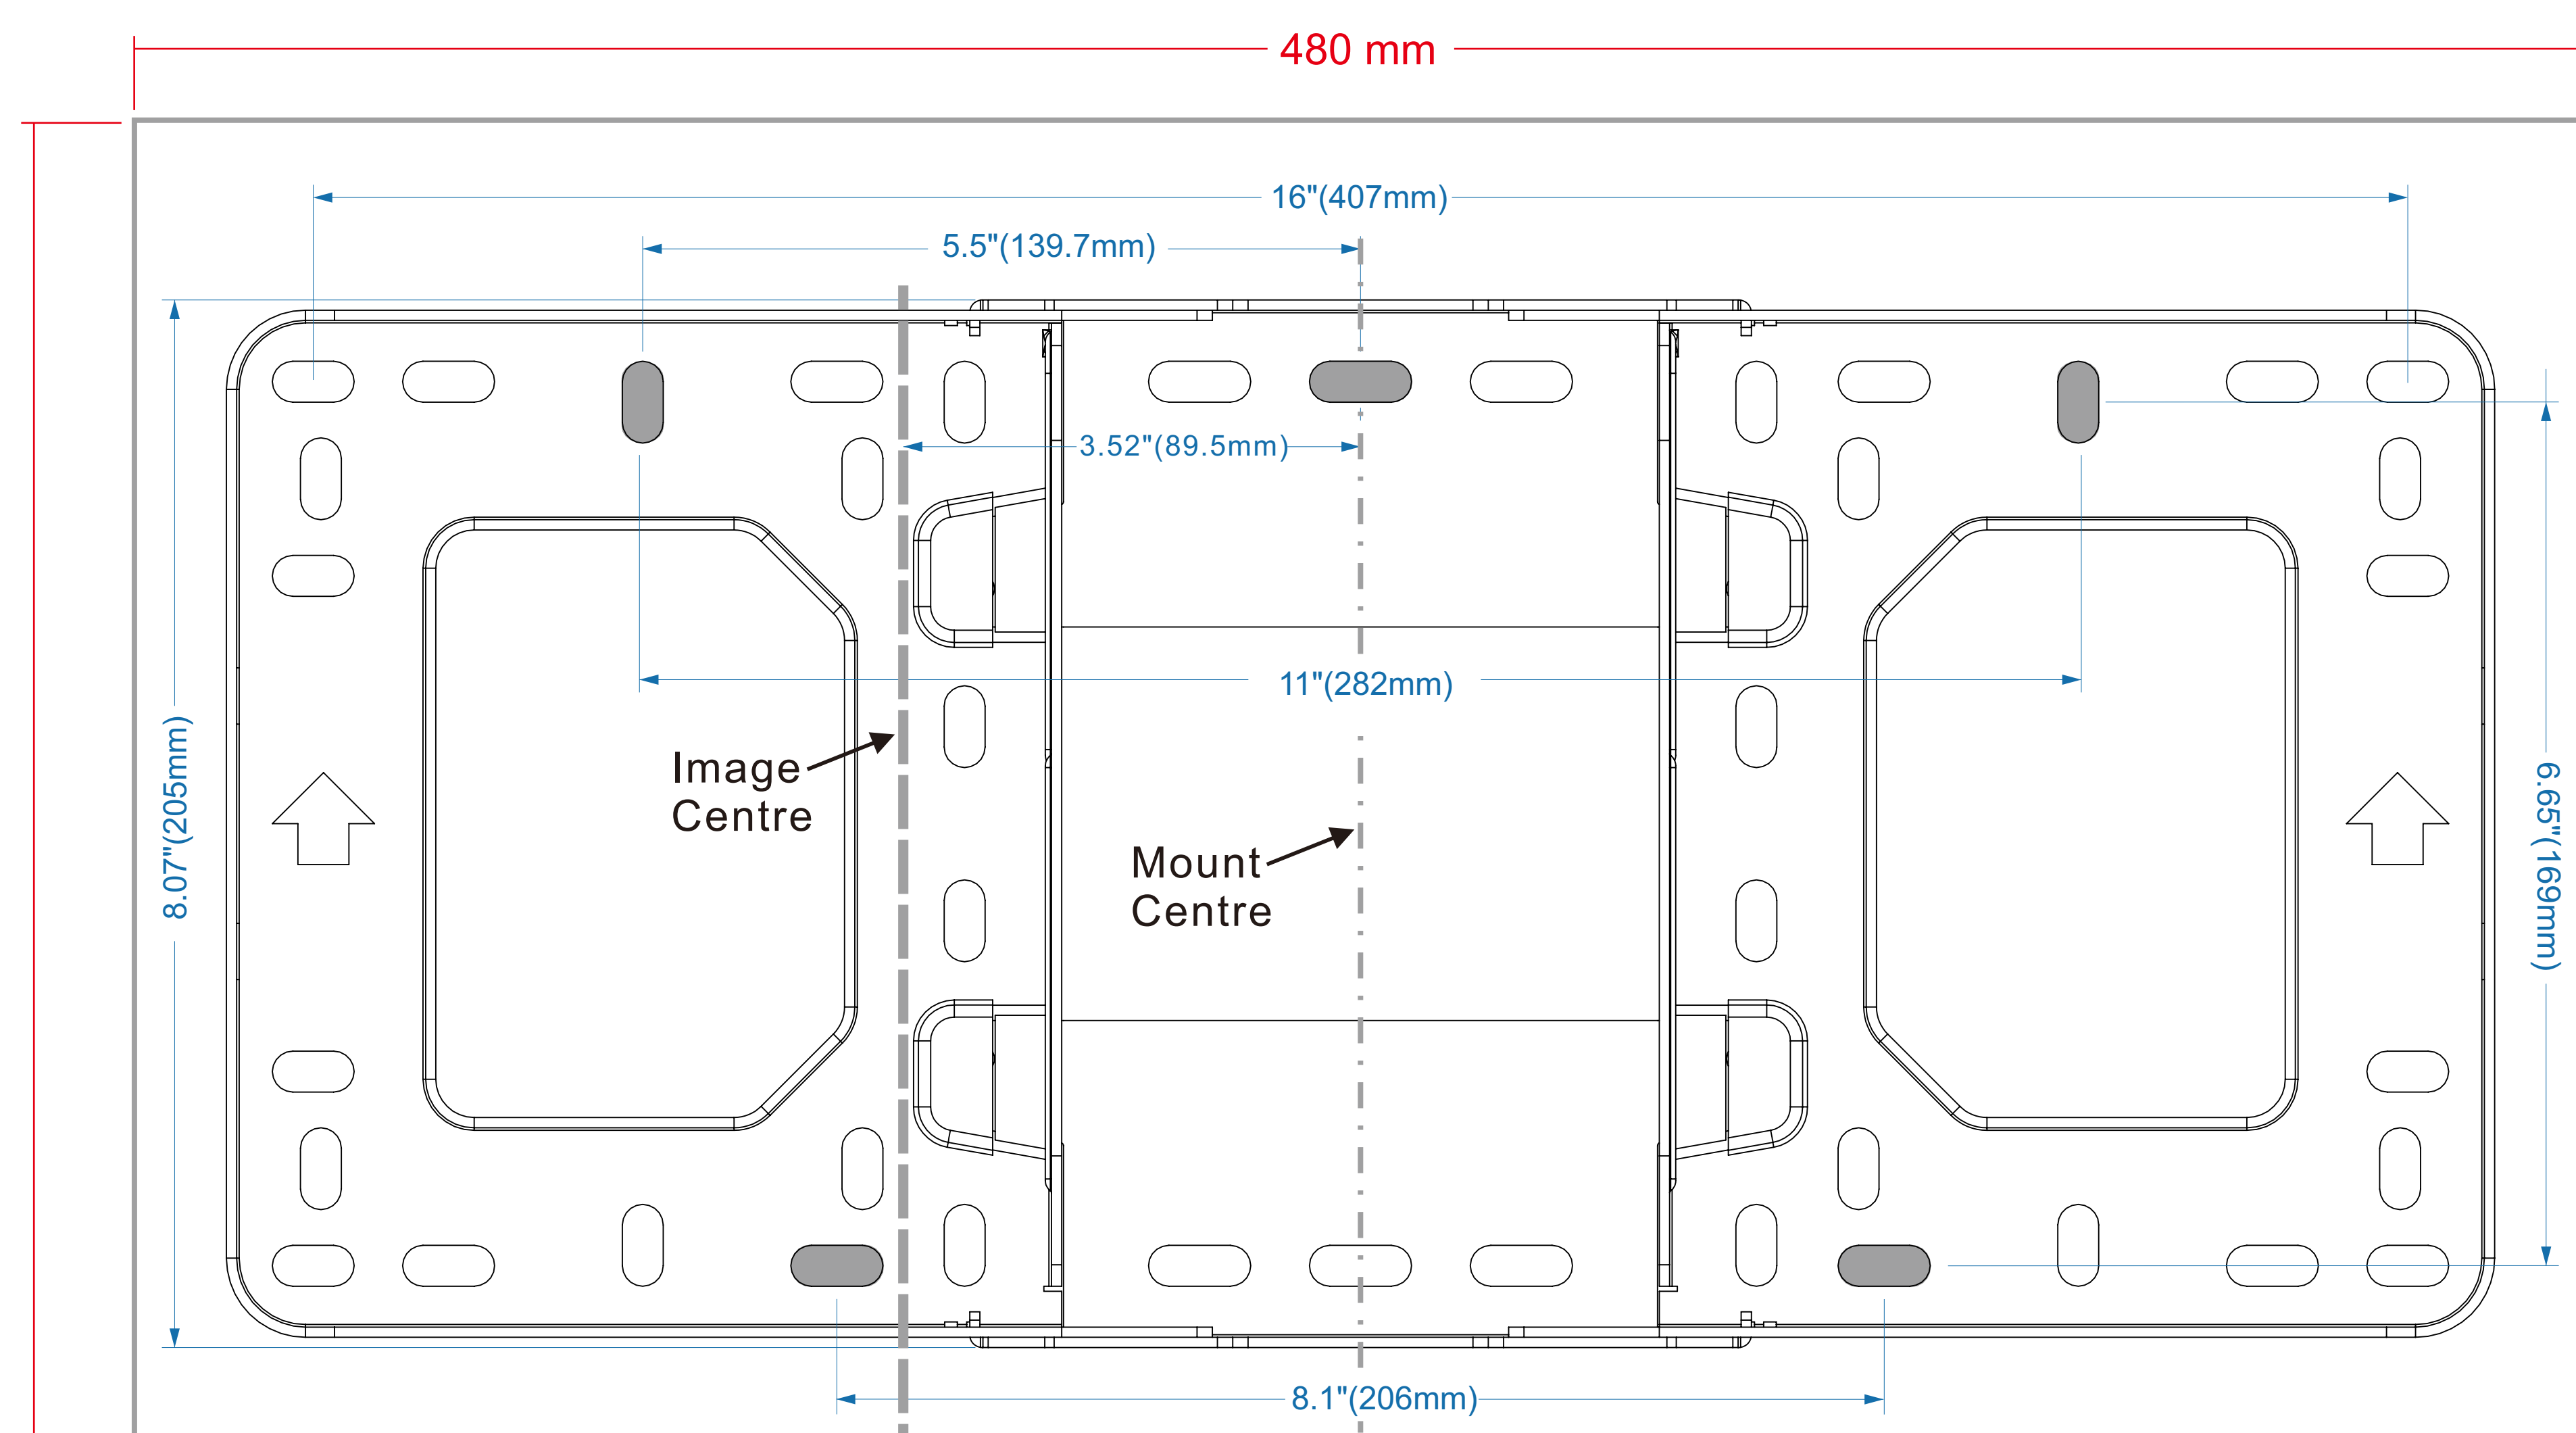 480 mm
16"(407mm)
5.5"(139.7mm)
3.52"(89.5mm)
11"(282mm)
Image
Centre
8.07"(205mm)
6.65"(169mm)
Mount
Centre
8.1"(206mm)